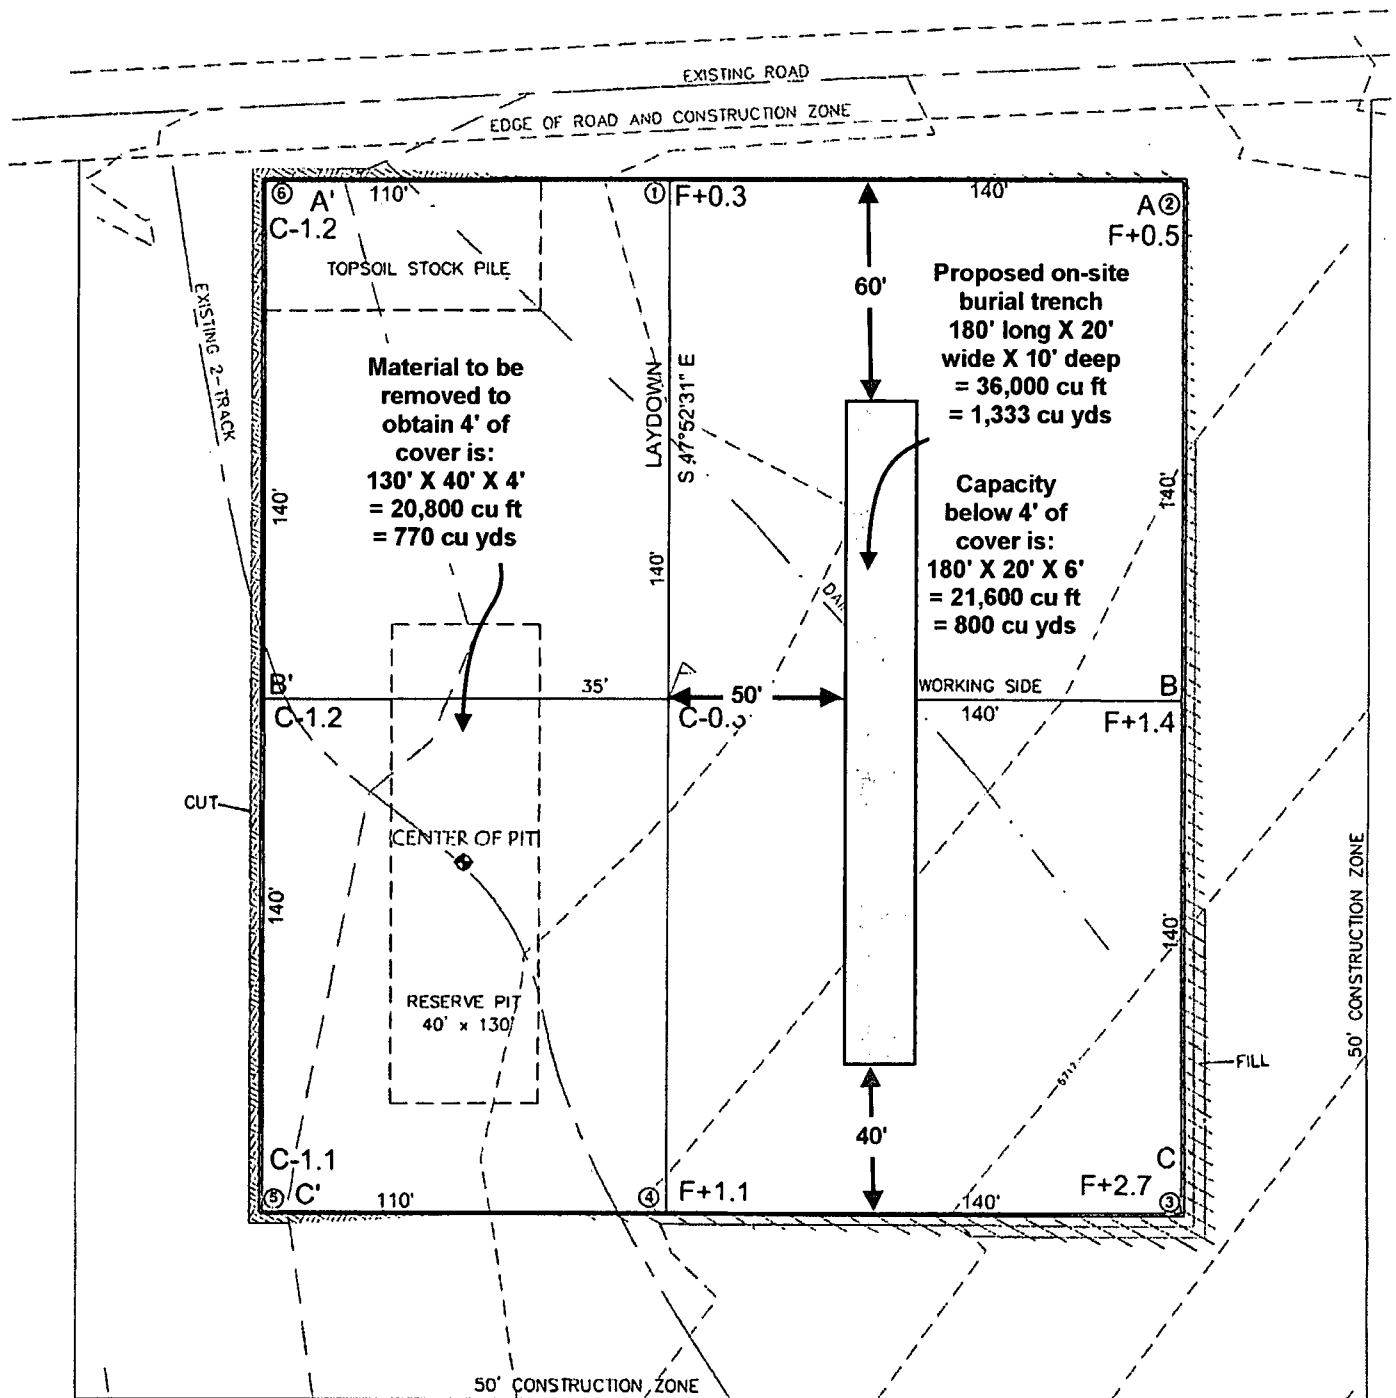 EXISTING ROAD
EDGE OF ROAD AND CONSTRUCTION ZONE
⑥
A'
110'
C-1.2
①
F+0.3
140'
A ②
F+0.5
TOPSOIL STOCK PILE
60'
Proposed on-site
burial trench
180' long X 20'
wide X 10' deep
= 36,000 cu ft
= 1,333 cu yds
EXISTING 2-TRACK
Material to be
removed to
obtain 4' of
cover is:
130' X 40' X 4'
= 20,800 cu ft
= 770 cu yds
LAYDOWN
S 47°52'31" E
140'
140'
140'
Capacity
below 4' of
cover is:
180' X 20' X 6'
= 21,600 cu ft
= 800 cu yds
B'
C-1.2
35'
50'
WORKING SIDE
140'
B
F+1.4
CUT
CENTER OF PIT
140'
140'
RESERVE PIT
40' x 130'
50' CONSTRUCTION ZONE
FILL
40'
C-1.1
⑤ C'
110'
④
F+1.1
140'
C
F+2.7
③
50' CONSTRUCTION ZONE